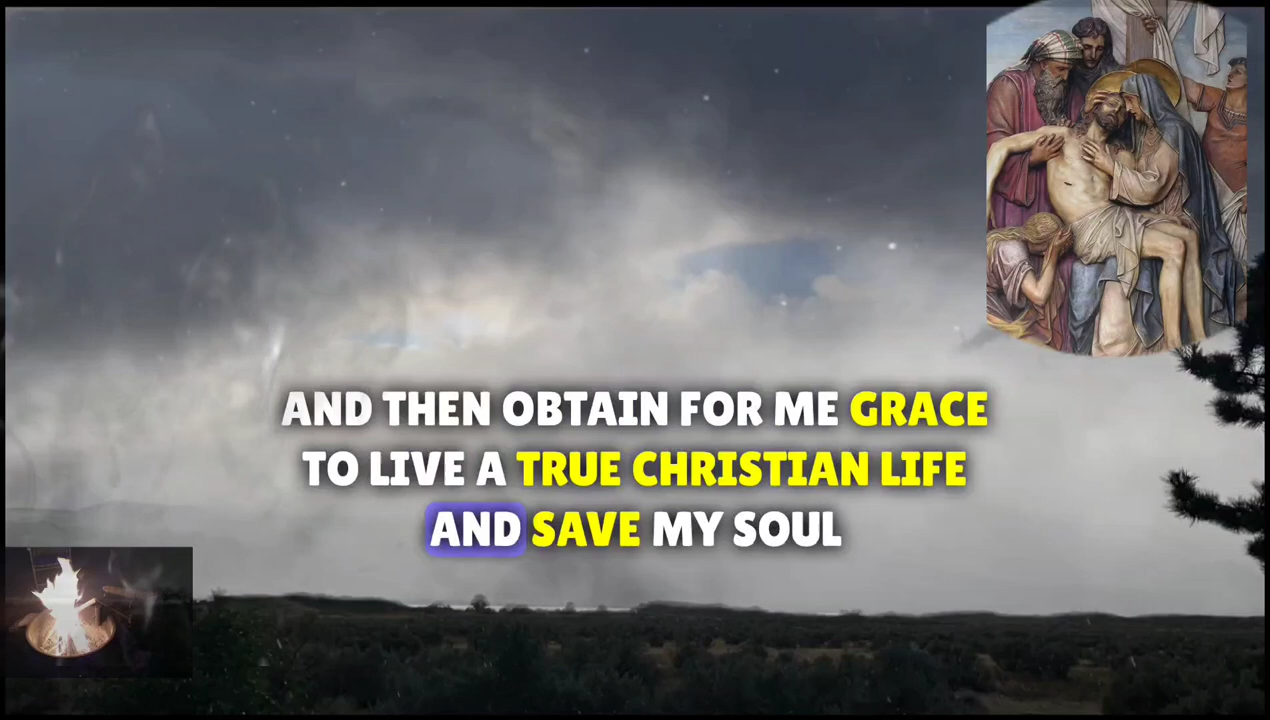 AND THEN OBTAIN FOR ME GRACE
TO LIVE A TRUE CHRISTIAN LIFE
AND SAVE MY SOUL